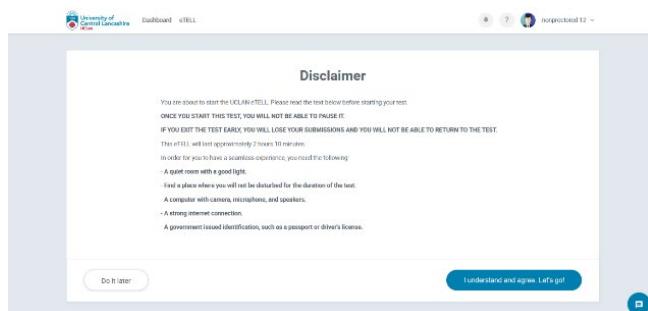 University of
Central Lancashire
UCLan
Dashboard eTELL
? nonproctored 12
Disclaimer
You are about to start the UCLAN eTELL. Please read the text below before starting your test.
ONCE YOU START THIS TEST, YOU WILL NOT BE ABLE TO PAUSE IT.
IF YOU EXIT THE TEST EARLY, YOU WILL LOSE YOUR SUBMISSIONS AND YOU WILL NOT BE ABLE TO RETURN TO THE TEST.
This eTELL will last approximately 2 hours 10 minutes.
In order for you to have a seamless experience, you need the following
- A quiet room with a good light.
- Find a place where you will not be disturbed for the duration of the test.
A computer with camera, microphone, and speakers.
- A strong internet connection.
A government issued identification, such as a passport or driver's license.
Do it later
I understand and agree. Let's go!